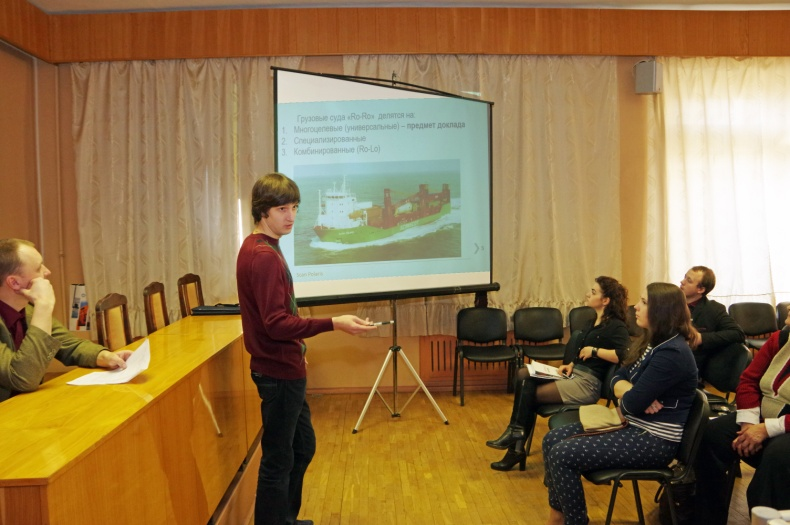 Грузовые суда «Ro-Ro» делятся на:
1. Многоцелевые (универсальные) – предмет доклада
2. Специализированные
3. Комбинированные (Ro-Lo)